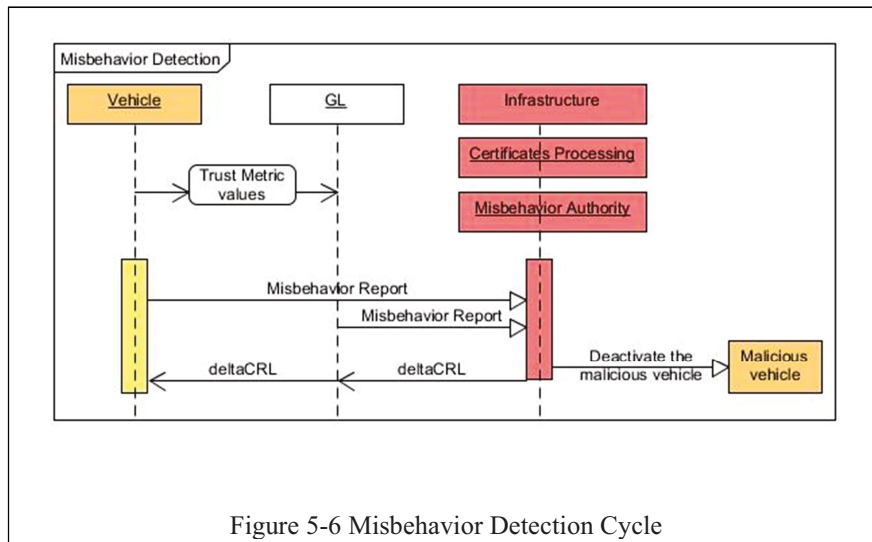 Misbehavior Detection
Vehicle
GL
Infrastructure
Certificates Processing
Misbehavior Authority
Trust Metric
values
Misbehavior Report
Misbehavior Report
deltaCRL
deltaCRL
Deactivate the
malicious vehicle
Malicious
vehicle
Figure 5-6 Misbehavior Detection Cycle